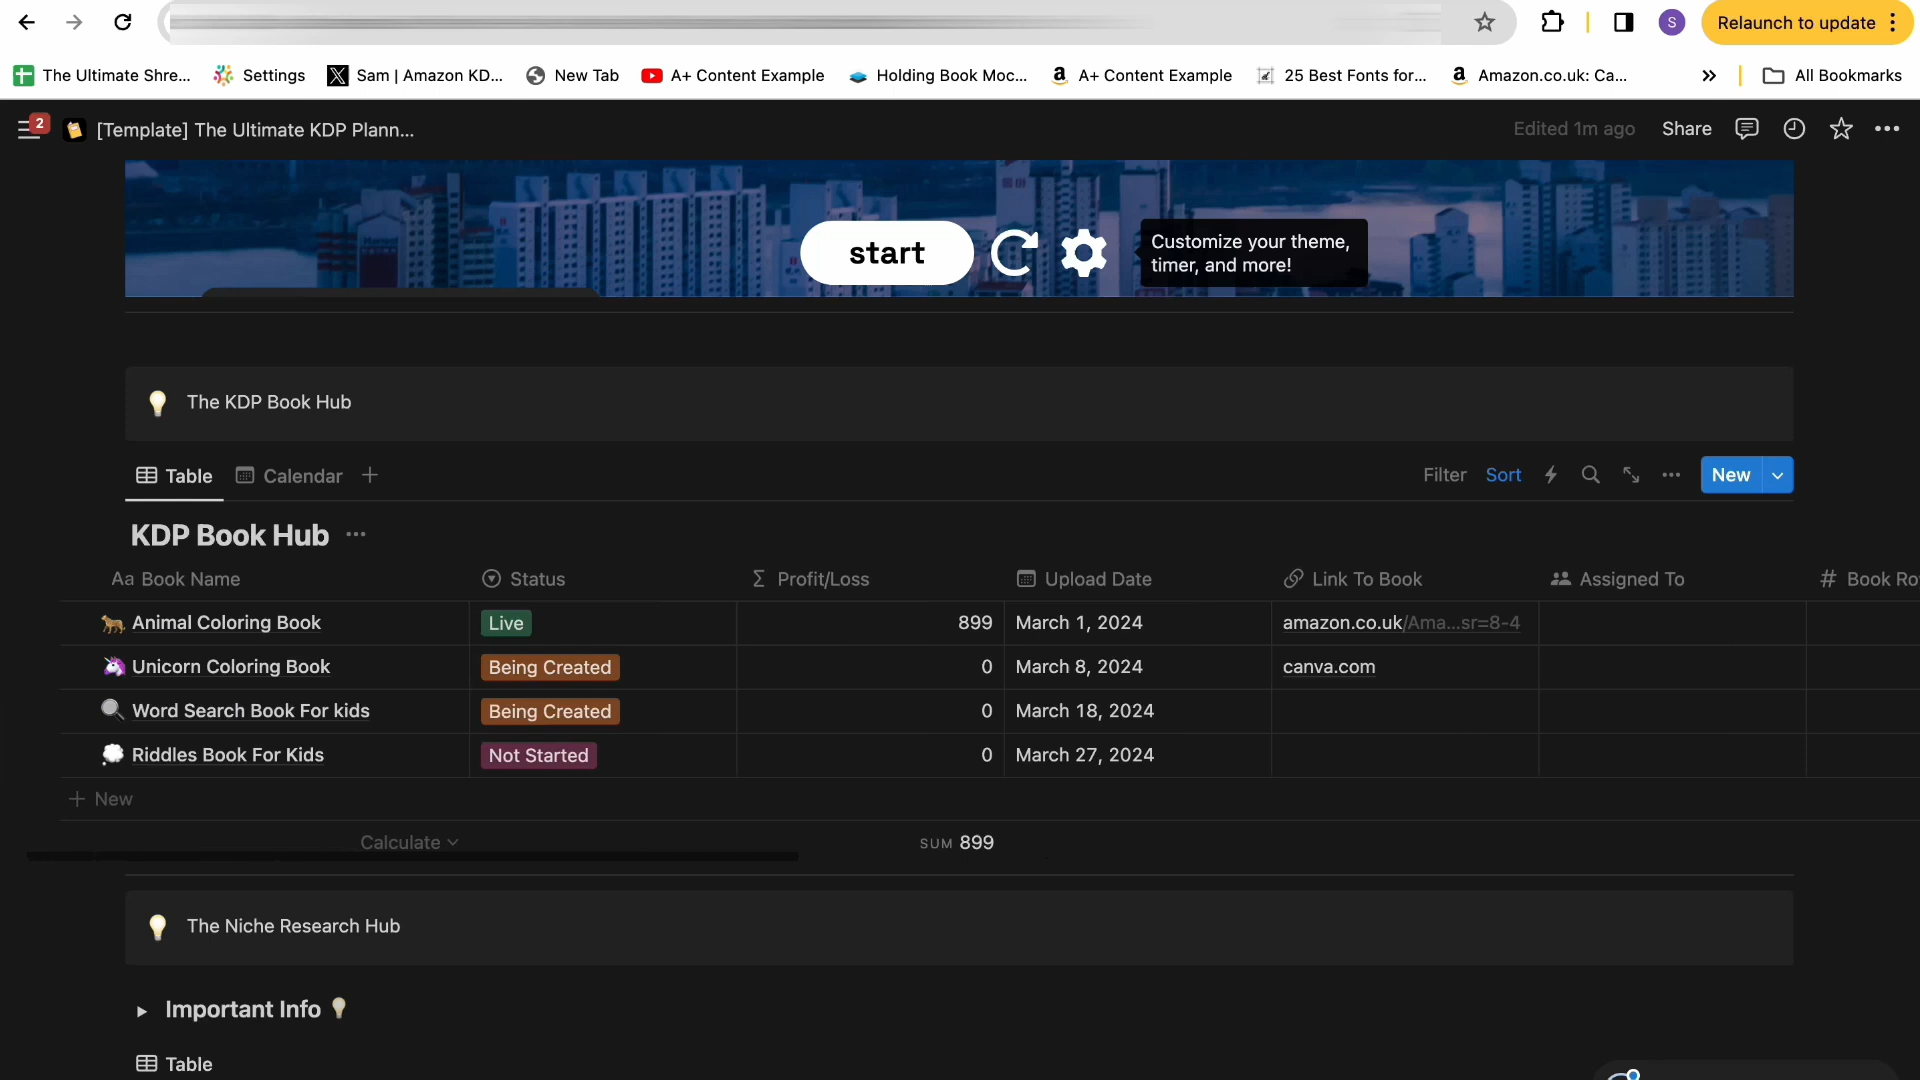 S
Relaunch to update
The Ultimate Shre...
Settings
Sam | Amazon KD...
New Tab
A+ Content Example
Holding Book Moc...
A+ Content Example
25 Best Fonts for...
Amazon.co.uk: Ca...
All Bookmarks
2
[Template] The Ultimate KDP Plann...
Edited 1m ago
Share
start
Customize your theme,
timer, and more!
The KDP Book Hub
Table
Calendar
Filter
Sort
New
KDP Book Hub
Aa Book Name
Status
Σ Profit/Loss
Upload Date
Link To Book
Assigned To
# Book Ro
Animal Coloring Book
Live
899
March 1, 2024
amazon.co.uk/Ama...sr=8-4
Unicorn Coloring Book
Being Created
0
March 8, 2024
canva.com
Word Search Book For kids
Being Created
0
March 18, 2024
Riddles Book For Kids
Not Started
0
March 27, 2024
+ New
Calculate
SUM 899
The Niche Research Hub
Important Info
Table